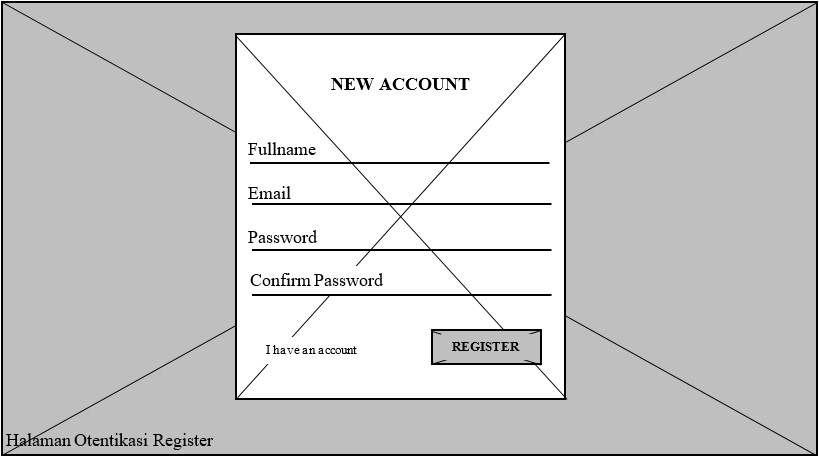 NEW ACCOUNT
Fullname
Email
Password
Confirm Password
I have an account
REGISTER
Halaman Otentikasi Register